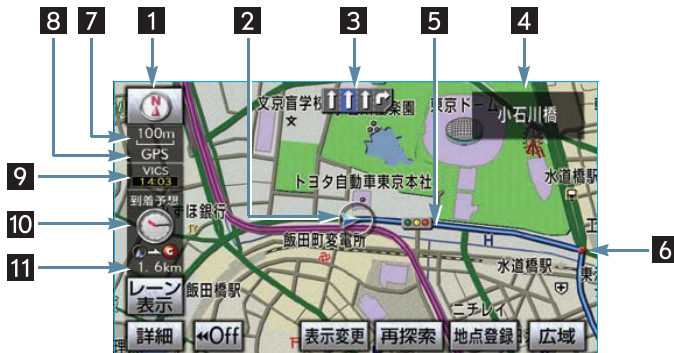 8 7 1 2 3 5 4
N
100m
GPS
VICS
14:03
到着予想
1.6km
レーン
表示
詳細
≪Off
表示変更
再探索
地点登録
広域
文京盲学校
楽園
東京ドーム
小石川橋
トヨタ自動車東京本社
水道橋駅
ずほ銀行
飯田町変電所
H
水道橋駅
飯田橋駅
ニチレイ
9
10
11
6